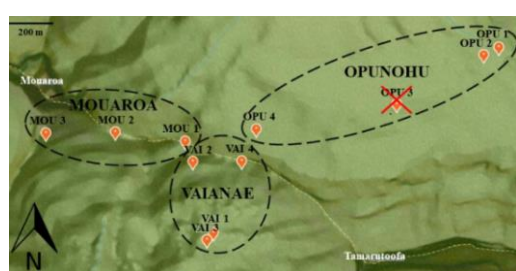 200 m
OPU 1
OPU 2
OPUNOHU
Mouaroa
OPU 3
MOUAROA
MOU 3
MOU 2
MOU 1
OPU 4
VAI 2
VAI 4
VAIANAE
VAI 1
VAI 3
Tamarutoofa
N